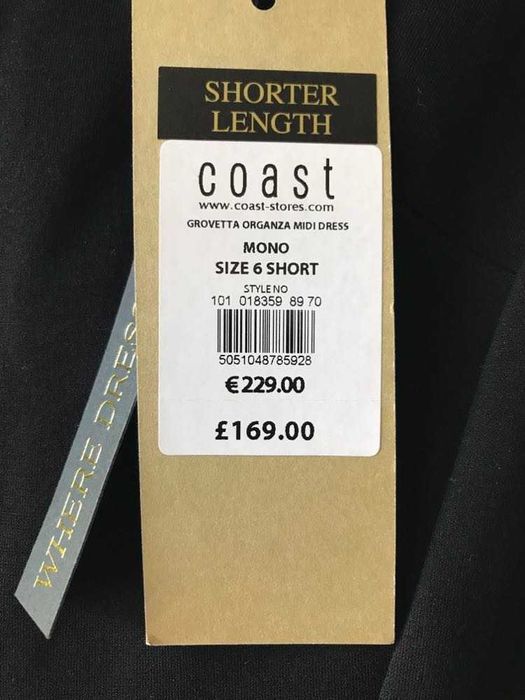 SHORTER
LENGTH
coast
www.coast-stores.com
GROVETTA ORGANZA MIDI DRESS
MONO
SIZE 6 SHORT
STYLE NO
101 018359 89 70
5051048785928
€229.00
£169.00
WHERE DRES